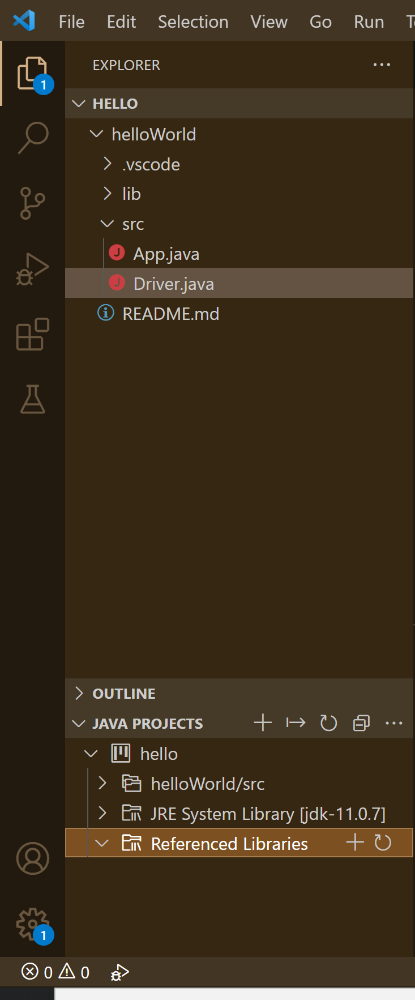 File Edit Selection View Go Run
EXPLORER
1
HELLO
helloWorld
.vscode
lib
src
J App.java
J Driver.java
README.md
OUTLINE
JAVA PROJECTS
hello
helloWorld/src
JRE System Library [jdk-11.0.7]
Referenced Libraries
1
0 0